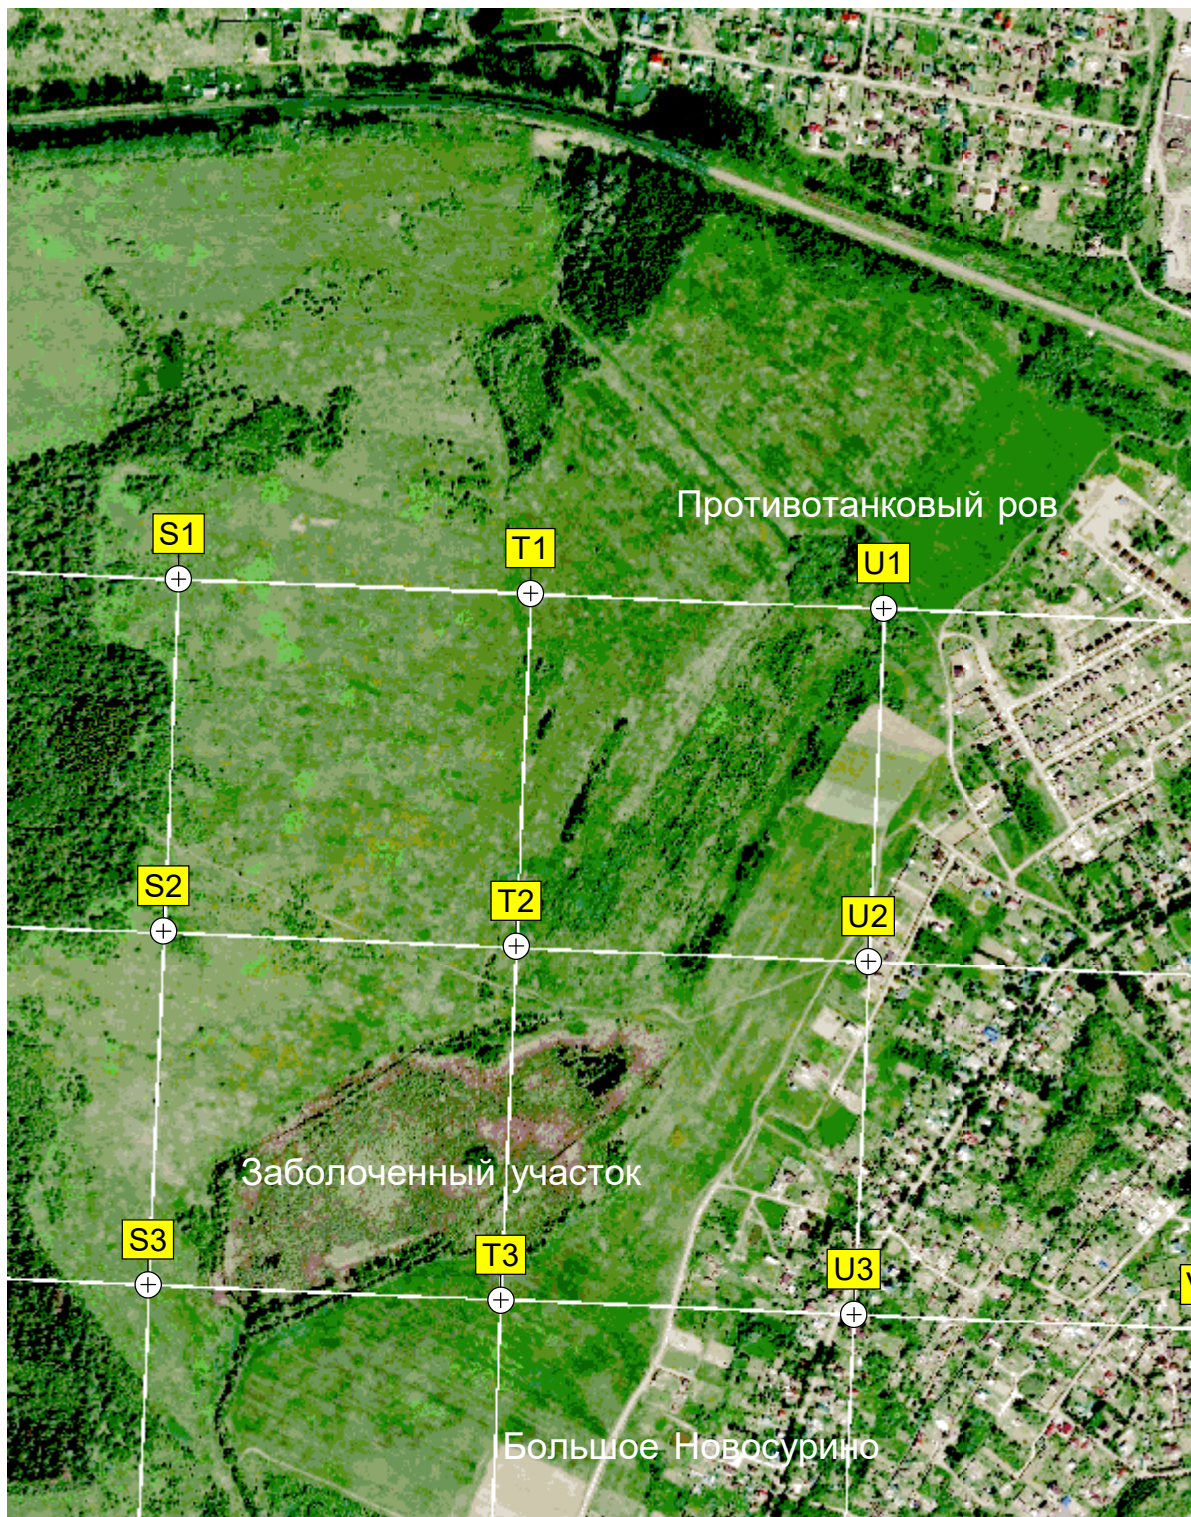 Противотанковый ров
S1
T1
U1
S2
T2
U2
Заболоченный участок
S3
T3
U3
Большое Новосурино